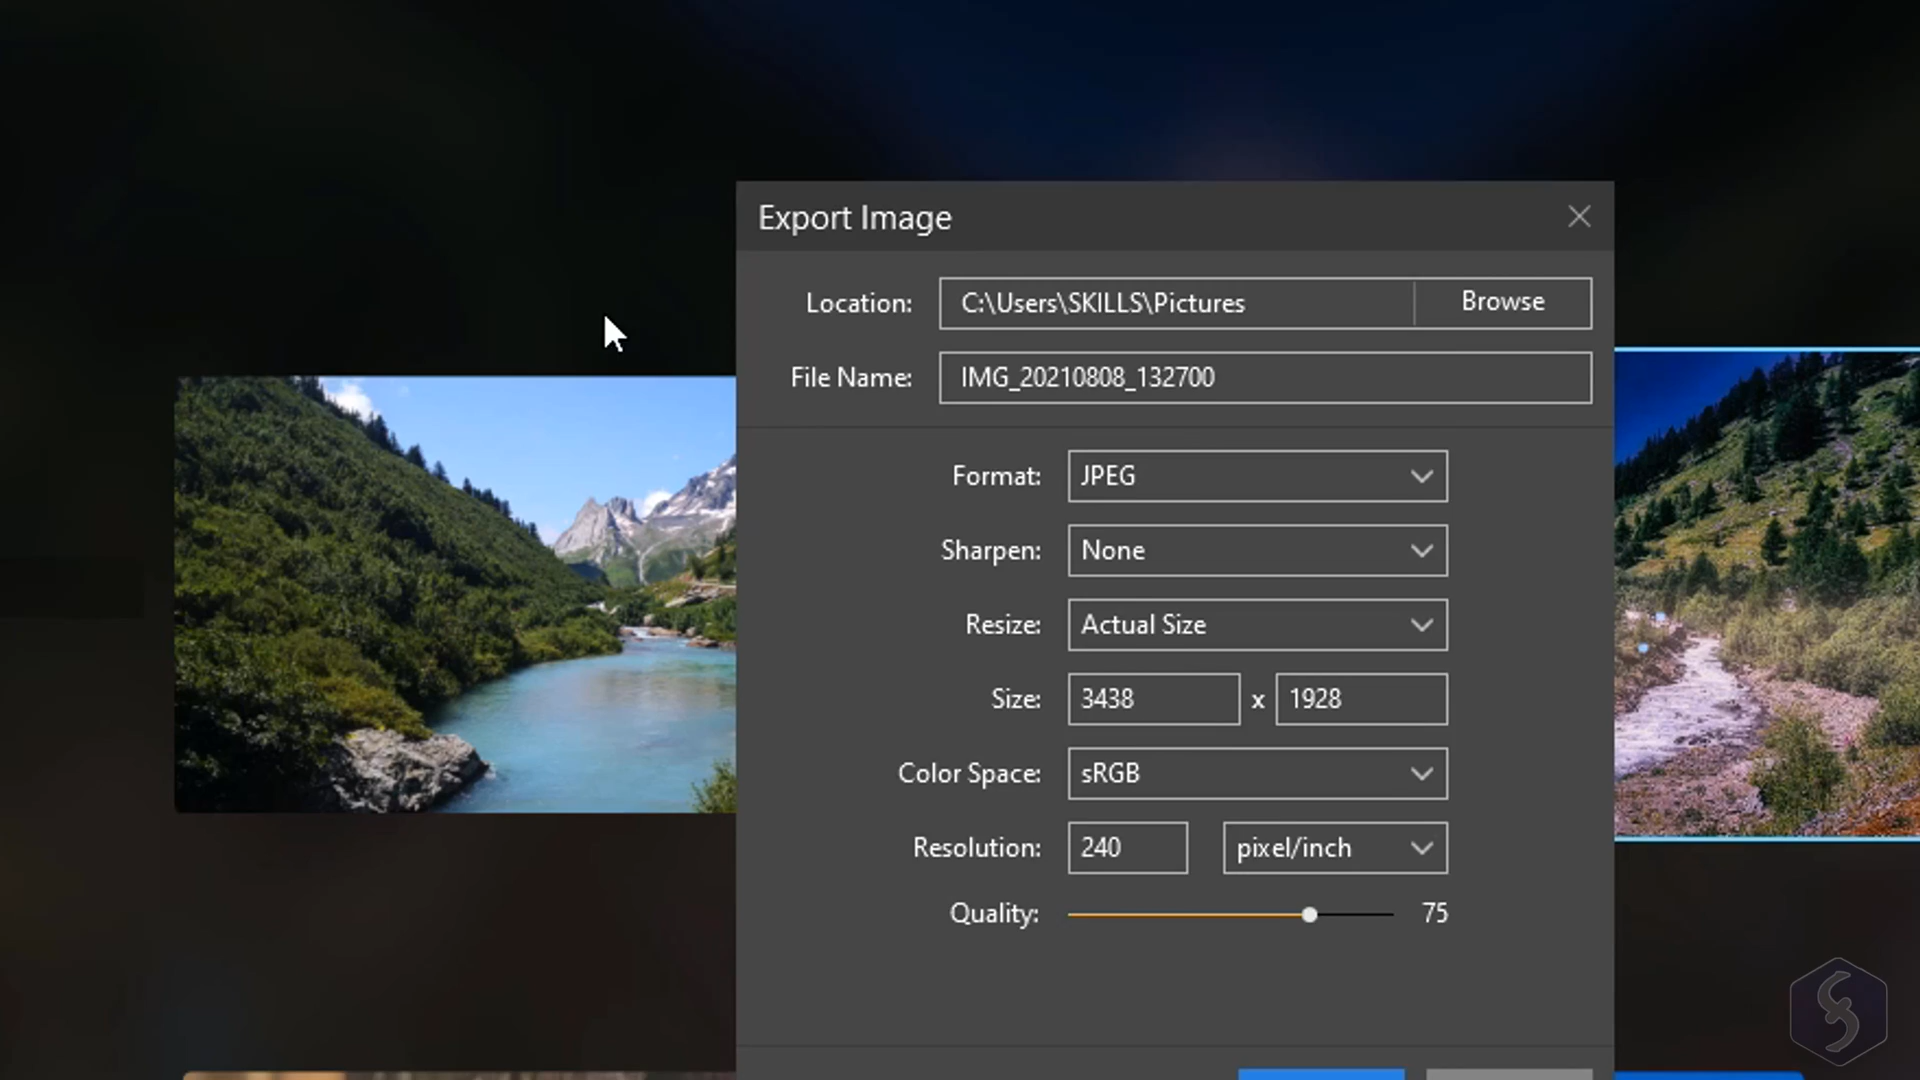 Export Image
Location: C:\Users\SKILLS\Pictures Browse
File Name: IMG_20210808_132700
Format: JPEG
Sharpen: None
Resize: Actual Size
Size: 3438 x 1928
Color Space: sRGB
Resolution: 240 pixel/inch
Quality: 75